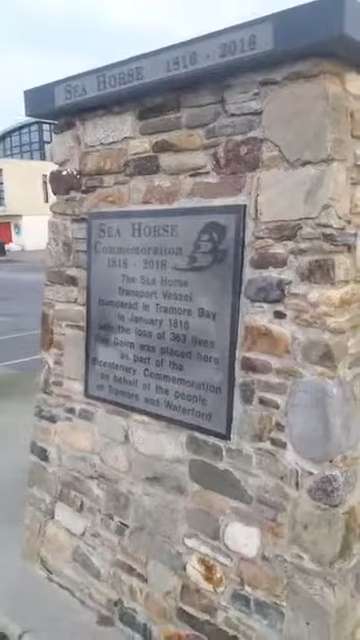 SEA HORSE 1816 - 2016
SEA HORSE
Commemoration
1816 - 2016
The Sea Horse
Transport Vessel
foundered in Tramore Bay
in January 1816
with the loss of 363 lives
This Cairn was placed here
as part of the
Bicentenary Commemoration
on behalf of the people
of Tramore and Waterford